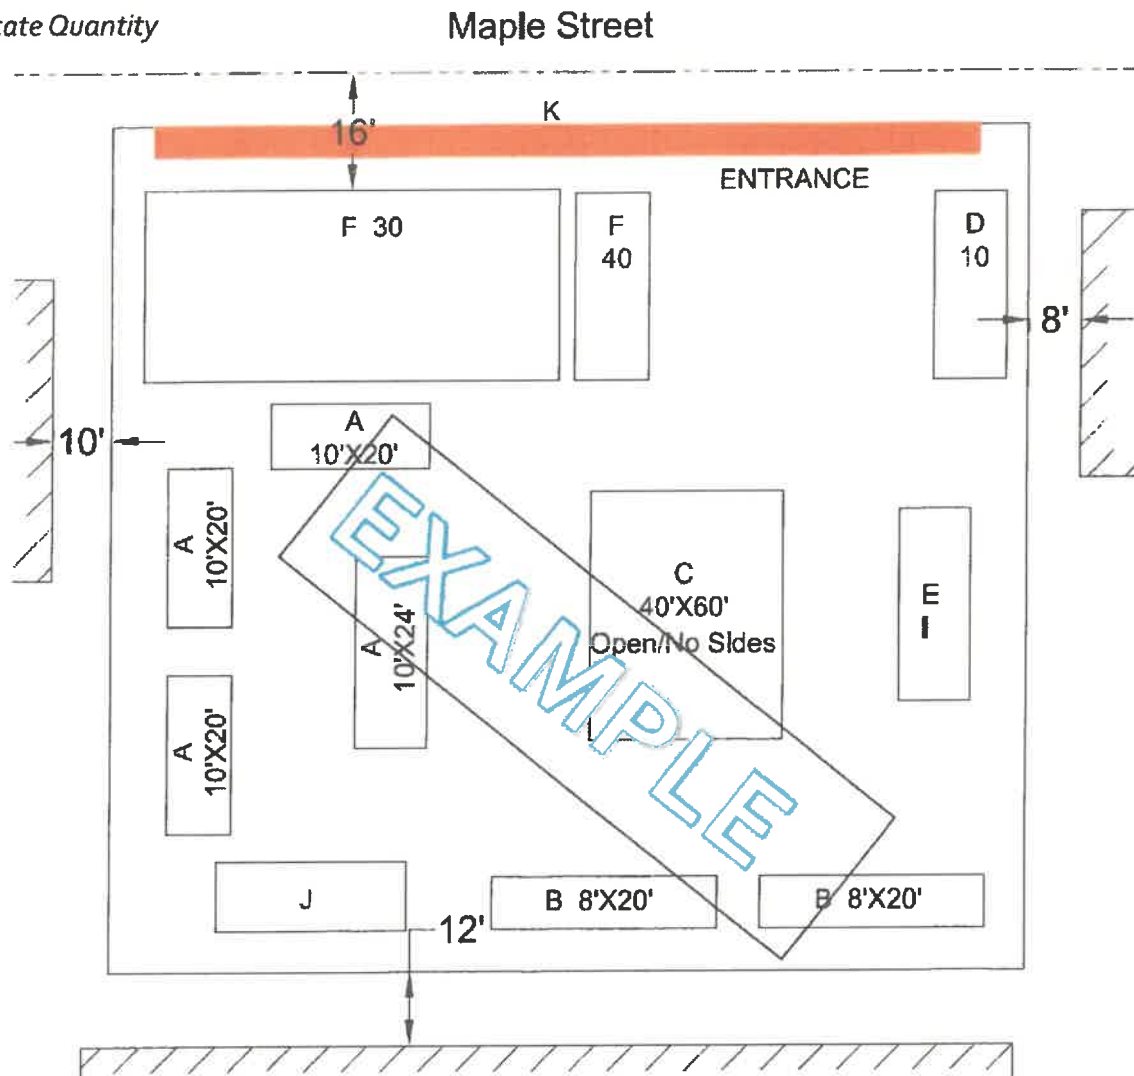 Quantity
Maple Street
K
16'
ENTRANCE
F 30
F
40
D
10
8'
10'
A
10'X20'
A
10'X20'
EXAMPLE
A
10'X24'
C
40'X60'
Open/No Sides
E
A
10'X20'
J
B 8'X20'
B 8'X20'
12'